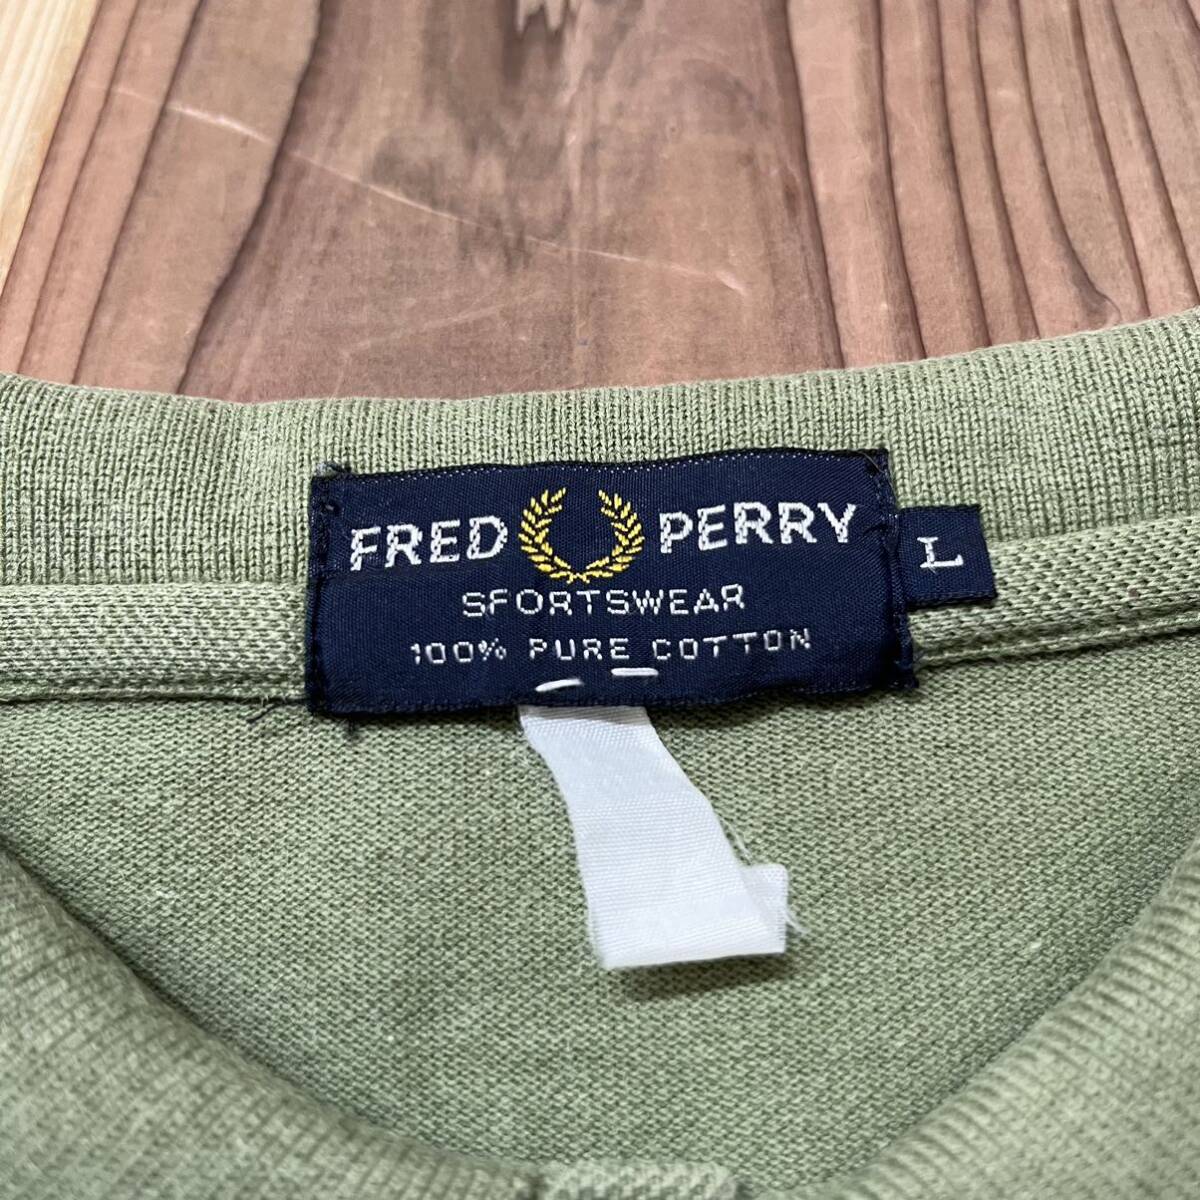 FRED PERRY
SPORTSWEAR
100% PURE COTTON
L